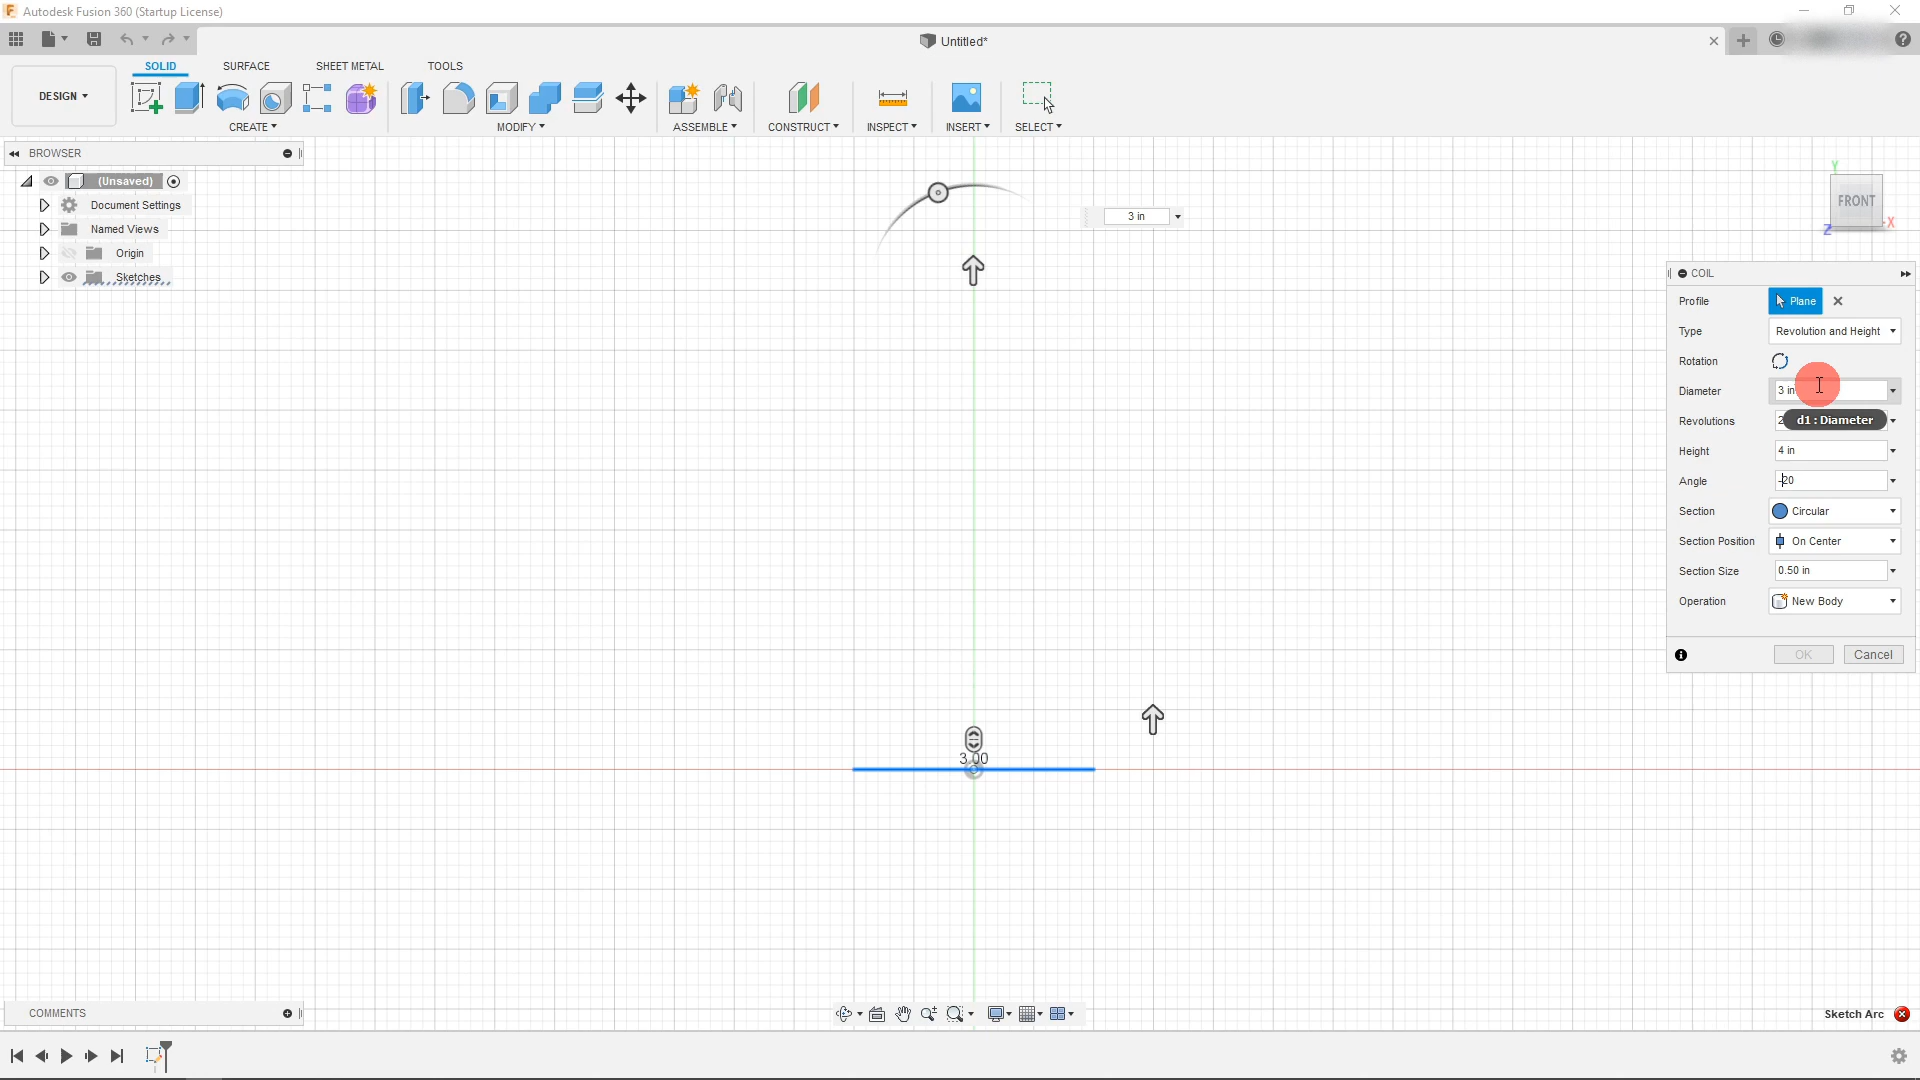 Autodesk Fusion 360 (Startup License)
Untitled*
SOLID SURFACE SHEET METAL TOOLS
DESIGN
CREATE MODIFY ASSEMBLE CONSTRUCT INSPECT INSERT SELECT
BROWSER
(Unsaved)
Document Settings
Named Views
Origin
Sketches
3 in
Y
FRONT
X
Z
COIL
Profile Plane
Type Revolution and Height
Rotation
Diameter 3 in
Revolutions 2
d1 : Diameter
Height 4 in
Angle -20
Section Circular
Section Position On Center
Section Size 0.50 in
Operation New Body
OK Cancel
3.00
COMMENTS
Sketch Arc